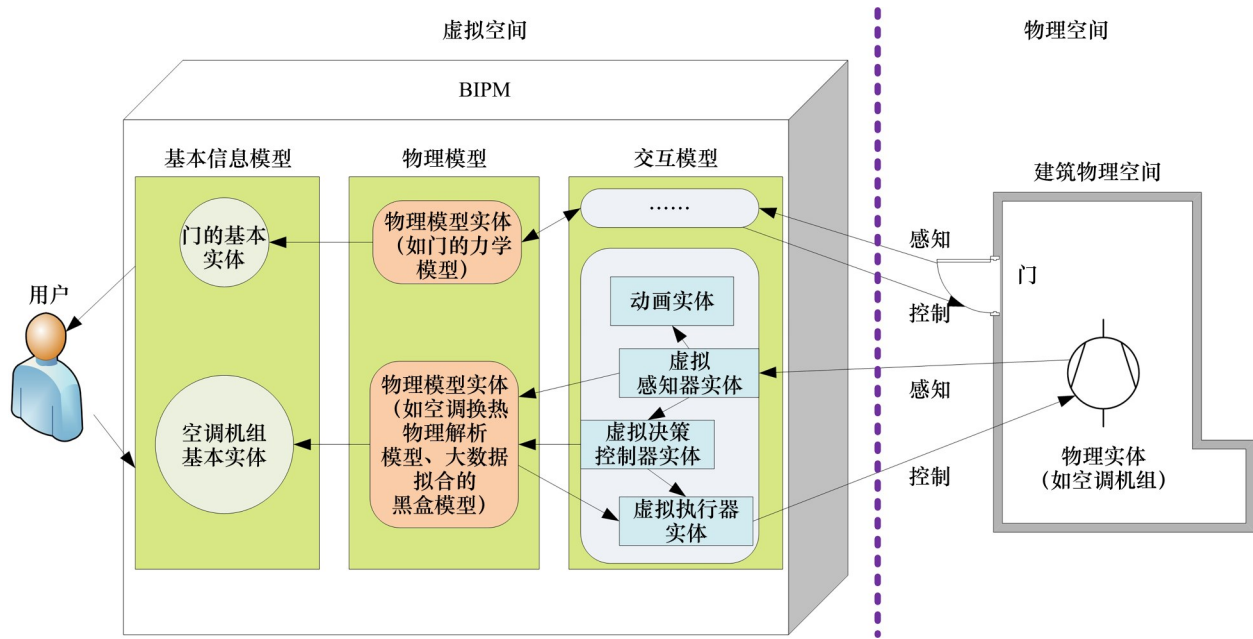 虚拟空间
物理空间
BIPM
基本信息模型
物理模型
交互模型
建筑物理空间
用户
门的基本
实体
物理模型实体
（如门的力学
模型）
……
感知
控制
门
动画实体
虚拟
感知器实体
感知
空调机组
基本实体
物理模型实体
（如空调换热
物理解析
模型、大数据
拟合的
黑盒模型）
虚拟决策
控制器实体
虚拟执行器
实体
控制
物理实体
（如空调机组）